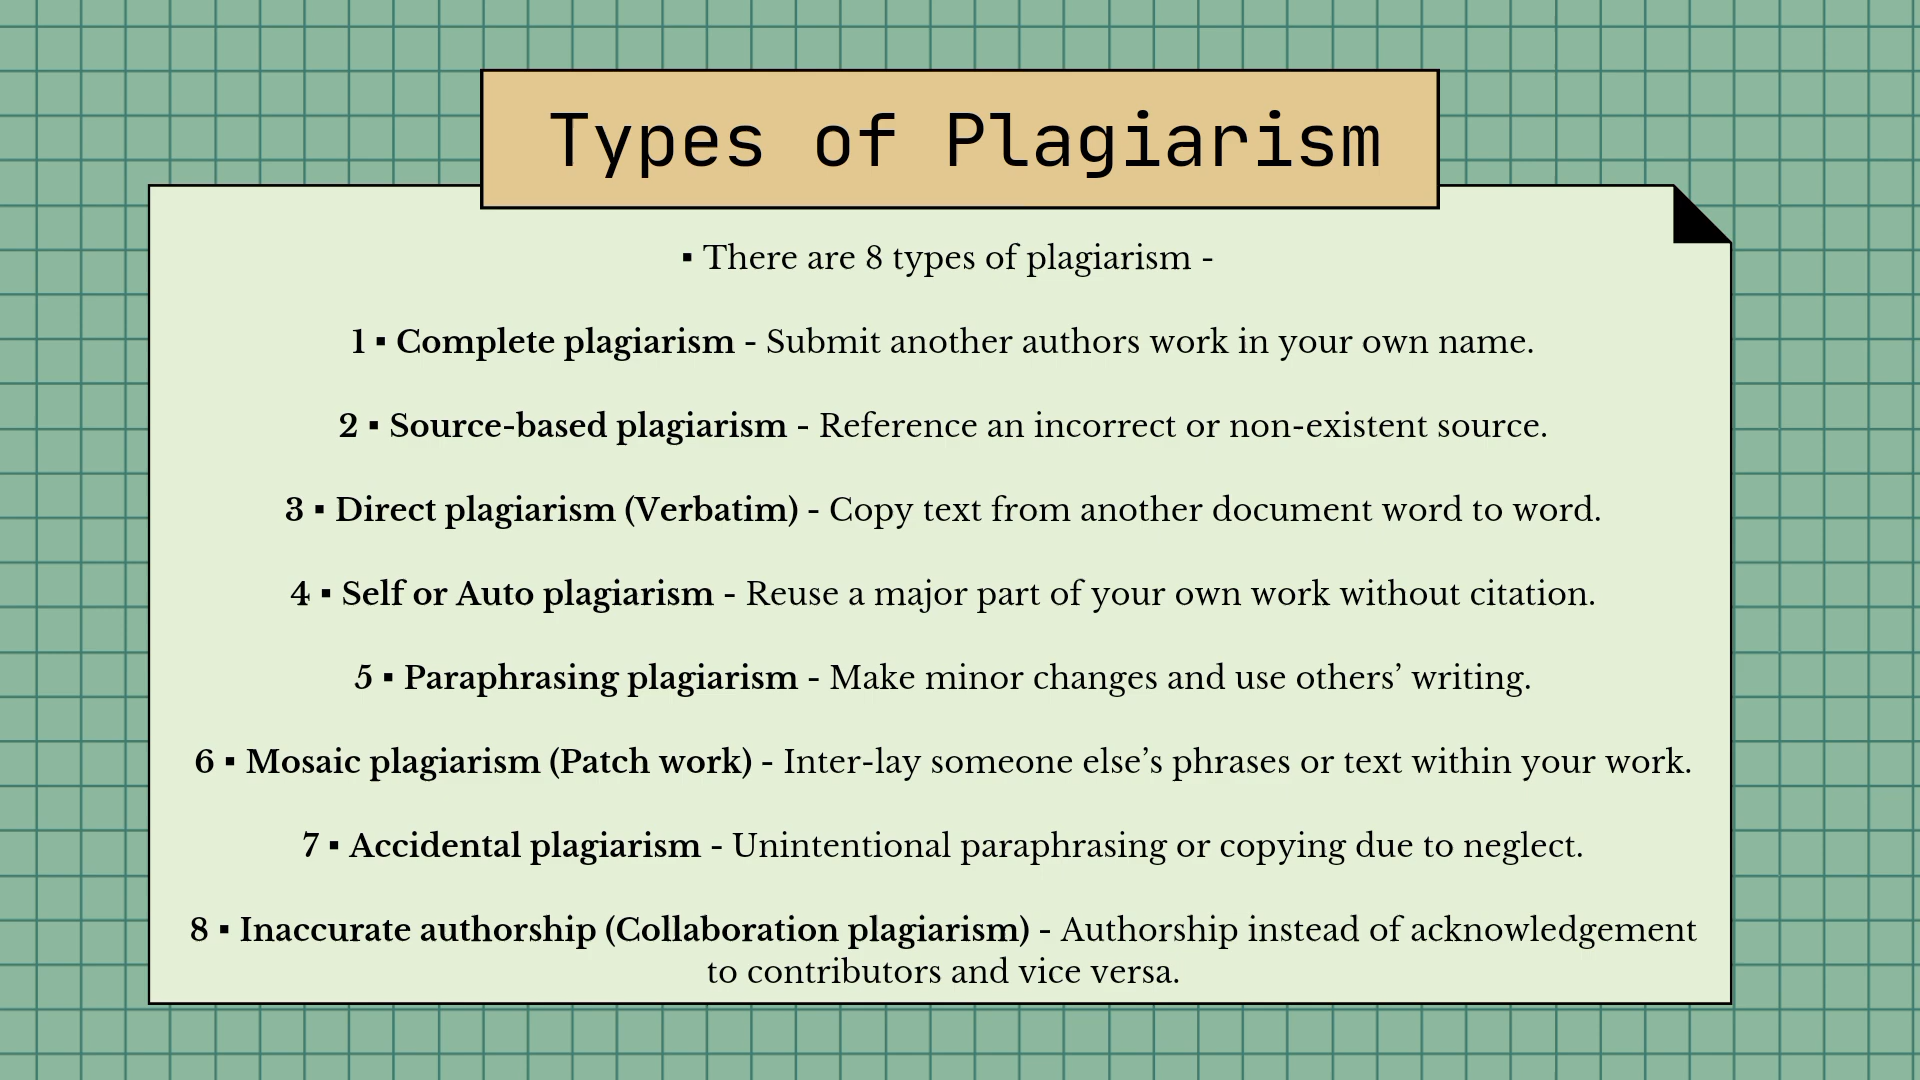 Types of Plagiarism
▪ There are 8 types of plagiarism -
1 ▪ Complete plagiarism - Submit another authors work in your own name.
2 ▪ Source-based plagiarism - Reference an incorrect or non-existent source.
3 ▪ Direct plagiarism (Verbatim) - Copy text from another document word to word.
4 ▪ Self or Auto plagiarism - Reuse a major part of your own work without citation.
5 ▪ Paraphrasing plagiarism - Make minor changes and use others’ writing.
6 ▪ Mosaic plagiarism (Patch work) - Inter-lay someone else’s phrases or text within your work.
7 ▪ Accidental plagiarism - Unintentional paraphrasing or copying due to neglect.
8 ▪ Inaccurate authorship (Collaboration plagiarism) - Authorship instead of acknowledgement
to contributors and vice versa.